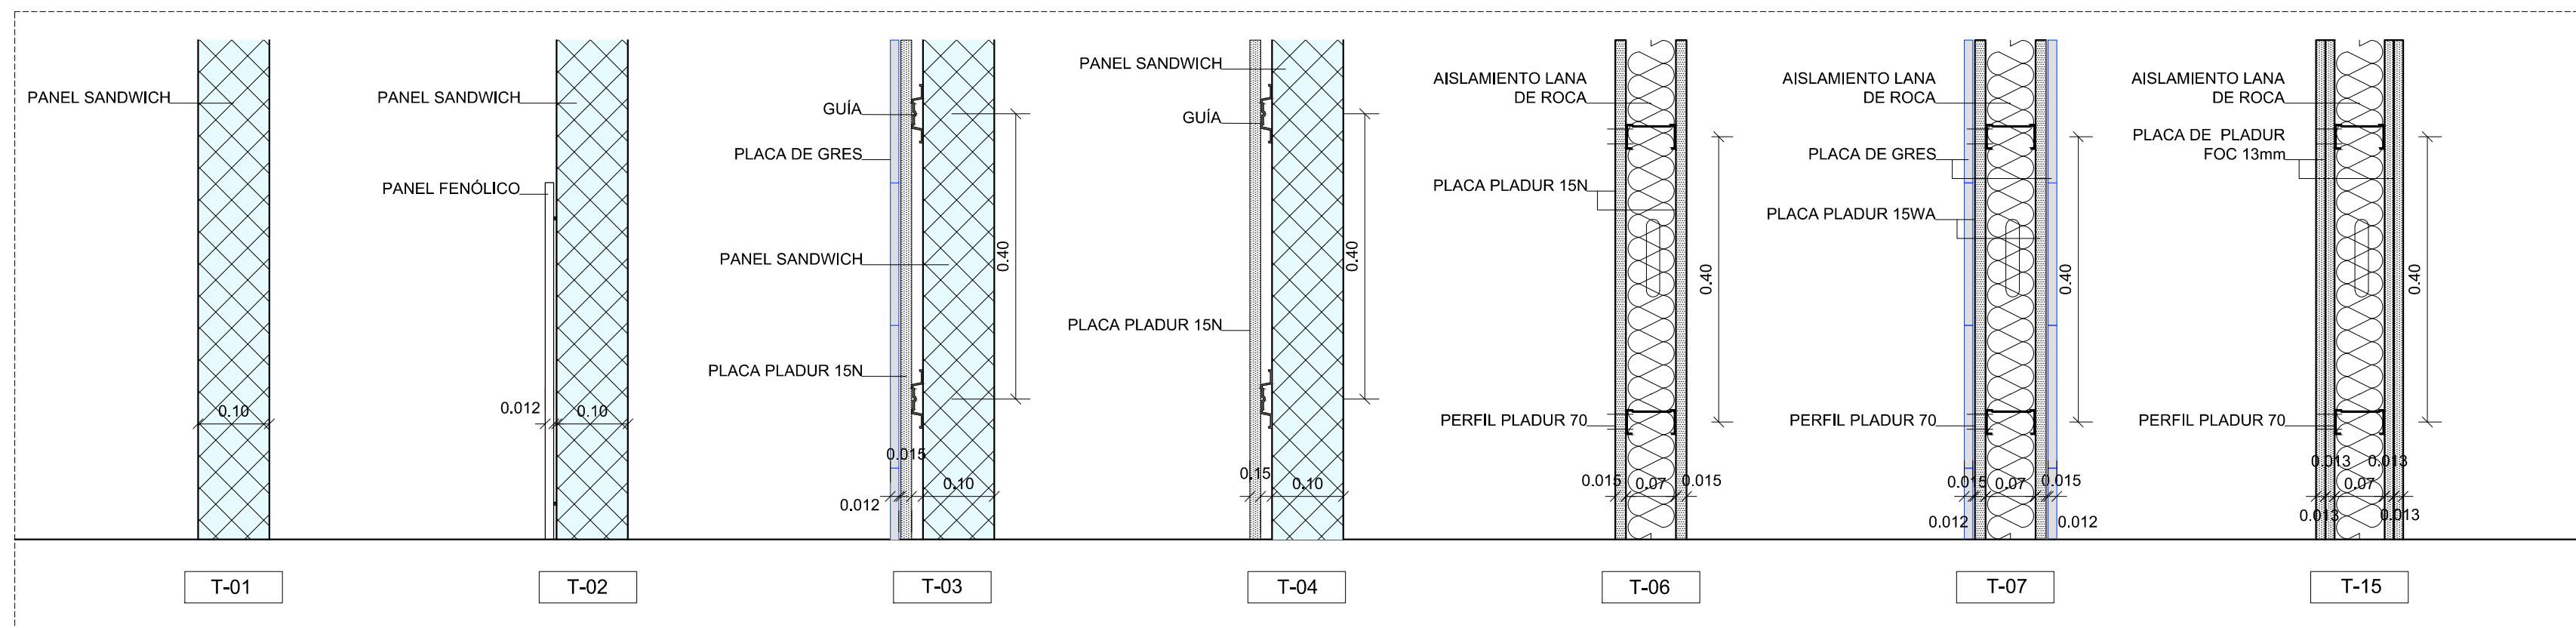 PANEL SANDWICH
0.10
T-01
PANEL SANDWICH
PANEL FENÓLICO
0.012
0.10
T-02
GUÍA
PLACA DE GRES
PANEL SANDWICH
PLACA PLADUR 15N
0.40
0.015
0.10
0.012
T-03
PANEL SANDWICH
GUÍA
PLACA PLADUR 15N
0.40
0.15
0.10
T-04
AISLAMIENTO LANA
DE ROCA
PLACA PLADUR 15N
0.40
PERFIL PLADUR 70
0.015
0.07
0.015
T-06
AISLAMIENTO LANA
DE ROCA
PLACA DE GRES
PLACA PLADUR 15WA
0.40
PERFIL PLADUR 70
0.015
0.07
0.015
0.012
0.012
T-07
AISLAMIENTO LANA
DE ROCA
PLACA DE PLADUR
FOC 13mm
0.40
PERFIL PLADUR 70
0.013
0.013
0.07
0.013
0.013
T-15